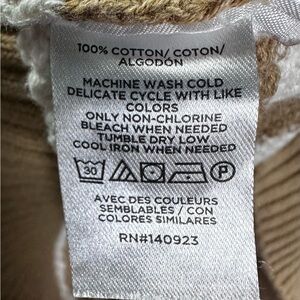 100% COTTON/ COTON/
ALGODÓN
MACHINE WASH COLD
DELICATE CYCLE WITH LIKE
COLORS
ONLY NON-CHLORINE
BLEACH WHEN NEEDED
TUMBLE DRY LOW
COOL IRON WHEN NEEDED
30
AVEC DES COULEURS
SEMBLABLES / CON
COLORES SIMILARES
RN#140923